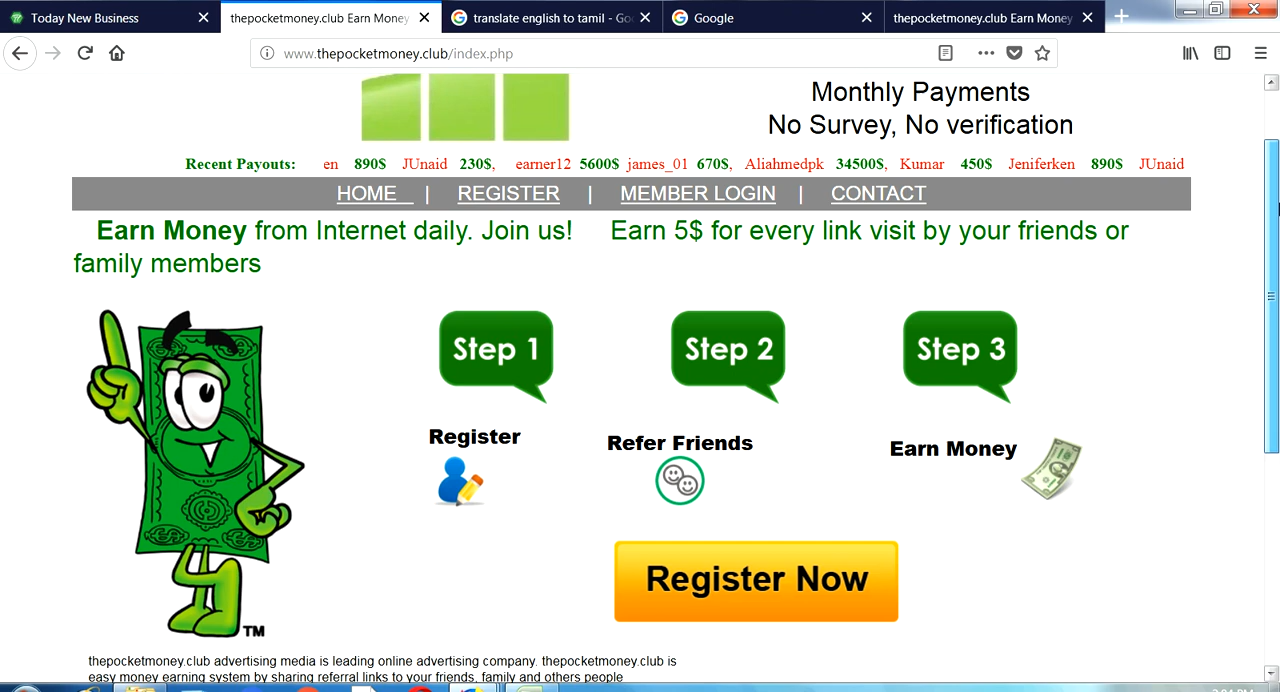 Today New Business
thepocketmoney.club Earn Money
translate english to tamil - Go
Google
thepocketmoney.club Earn Money
www.thepocketmoney.club/index.php
Monthly Payments
No Survey, No verification
Recent Payouts: en 890$ JUnaid 230$, earner12 5600$ james_01 670$, Aliahmedpk 34500$, Kumar 450$ Jeniferken 890$ JUnaid
HOME | REGISTER | MEMBER LOGIN | CONTACT
Earn Money from Internet daily. Join us! Earn 5$ for every link visit by your friends or
family members
Step 1
Step 2
Step 3
Register
Refer Friends
Earn Money
Register Now
TM
thepocketmoney.club advertising media is leading online advertising company. thepocketmoney.club is
easy money earning system by sharing referral links to your friends, family and others people